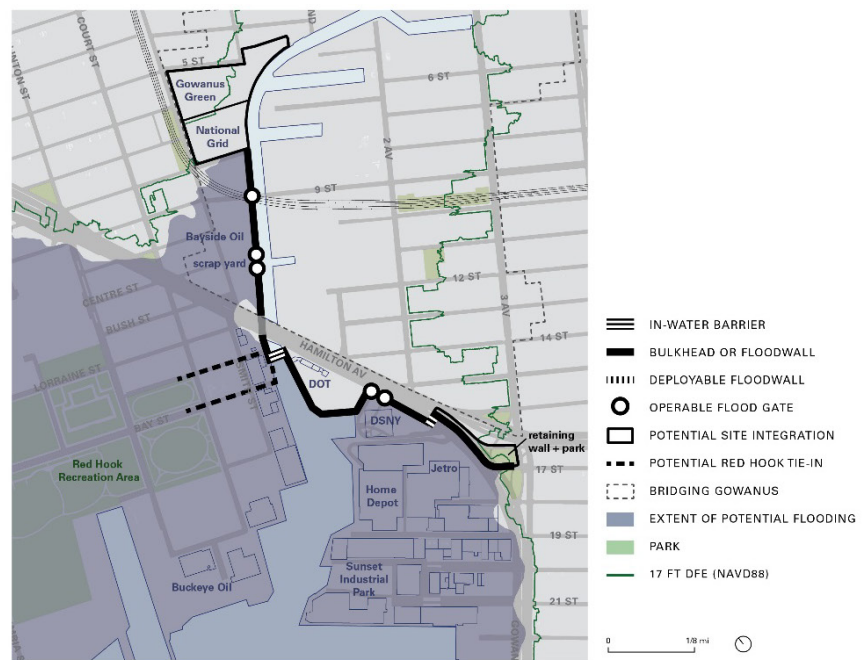 5 ST
COURT ST
Gowanus
Green
National
Grid
6 ST
2 AV
9 ST
Bayside Oil
scrap yard
CENTRE ST
BUSH ST
LORRAINE ST
BAY ST
SMITH ST
HAMILTON AV
12 ST
3 AV
14 ST
DOT
DSNY
retaining
wall + park
17 ST
Red Hook
Recreation Area
Jetro
Home
Depot
19 ST
Sunset
Industrial
Park
Buckeye Oil
21 ST
IN-WATER BARRIER
BULKHEAD OR FLOODWALL
DEPLOYABLE FLOODWALL
OPERABLE FLOOD GATE
POTENTIAL SITE INTEGRATION
POTENTIAL RED HOOK TIE-IN
BRIDGING GOWANUS
EXTENT OF POTENTIAL FLOODING
PARK
17 FT DFE (NAVD88)
0
1/8 mi